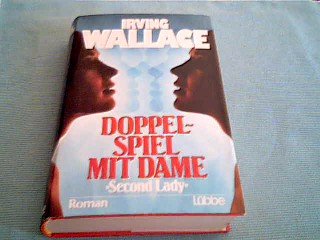 IRVING
WALLACE
DOPPEL-
SPIEL
MIT DAME
»Second Lady«
Roman Lübbe